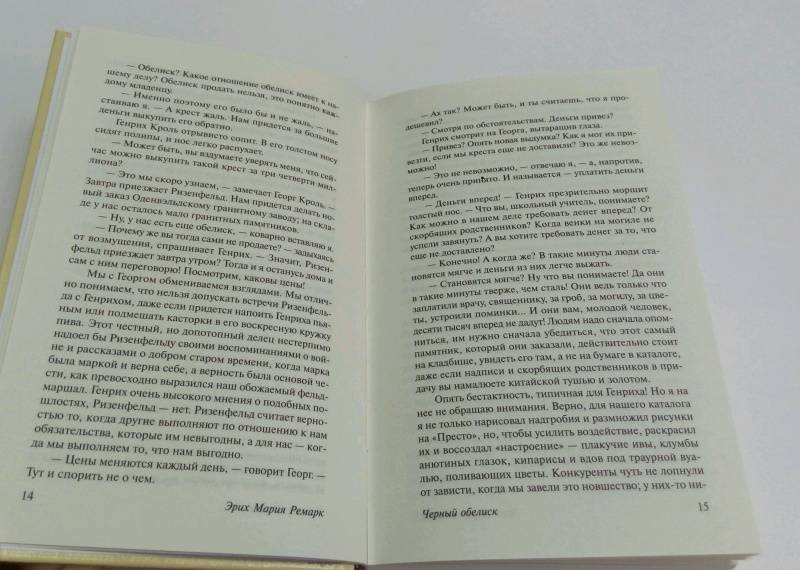 — Обелиск? Какое отношение обелиск имеет к на-
шему делу? Обелиск продать нельзя, это понятно каж-
дому младенцу.
— Именно поэтому его было бы и не жаль, — на-
стаиваю я. — А крест жаль. Нам придется за большие
деньги выкупить его обратно.
Генрих Кроль отрывисто сопит. В его толстом носу
сидят полипы, и нос легко распухает.
— Может быть, вы вздумаете уверять меня, что сей-
час можно выкупить такой крест за три четверти мил-
лиона?
— Это мы скоро узнаем, — замечает Георг Кроль. —
Завтра приезжает Ризенфельд. Нам придется делать но-
вый заказ Оденвэльдскому гранитному заводу; на скла-
де у нас осталось мало гранитных памятников.
— Ну, у нас есть еще обелиск, — коварно вставляю я.
— Почему же вы тогда сами не продаете? — задыхаясь
от возмущения, спрашивает Генрих. — Значит, Ризен-
фельд приезжает завтра утром? Тогда и я останусь дома и
сам с ним переговорю! Посмотрим, каковы цены!
Мы с Георгом обмениваемся взглядами. Мы отлич-
но понимаем, что нельзя допускать встречи Ризенфель-
да с Генрихом, даже если придется напоить Генриха пья-
ным или подмешать касторки в его воскресную кружку
пива. Этот честный, но допотопный делец нестерпимо
надоел бы Ризенфельду своими воспоминаниями о вой-
не и рассказами о добром старом времени, когда марка
была маркой и верна себе, а верность была основой че-
сти, как превосходно выразился наш обожаемый фельд-
маршал. Генрих очень высокого мнения о подобных по-
шлостях, Ризенфельд — нет. Ризенфельд считает верно-
стью то, когда другие выполняют по отношению к нам
обязательства, которые им невыгодны, а для нас — ког-
да мы выполняем то, что нам выгодно.
— Цены меняются каждый день, — говорит Георг. —
Тут и спорить не о чем.
14
Эрих Мария Ремарк
— Ах так? Может быть, и ты считаешь, что я про-
дешевил?
— Смотря по обстоятельствам. Деньги привез?
Генрих смотрит на Георга, вытаращив глаза.
— Привез? Опять новая выдумка? Как я мог их при-
везти, если мы креста еще не доставили? Это же невоз-
можно!
— Это не невозможно, — отвечаю я, — а, напротив,
теперь очень принято. И называется — уплатить деньги
вперед.
— Деньги вперед! — Генрих презрительно морщит
толстый нос. — Что вы, школьный учитель, понимаете?
Как можно в нашем деле требовать денег вперед? От
скорбящих родственников? Когда венки на могиле не
успели завянуть? А вы хотите требовать денег за то, что
еще не доставлено?
— Конечно! А когда же? В такие минуты люди ста-
новятся мягче и деньги из них легче выжать.
— Становятся мягче? Ну что вы понимаете! Да они
в такие минуты тверже, чем сталь! Они ведь только что
заплатили врачу, священнику, за гроб, за могилу, за цве-
ты, устроили поминки... И они вам, молодой человек,
десяти тысяч вперед не дадут! Людям надо сначала опом-
ниться, им нужно сначала убедиться, что этот самый
памятник, который они заказали, действительно стоит
на кладбище, увидеть его там, а не на бумаге в каталоге,
даже если надписи и скорбящих родственников в при-
дачу вы намалюете китайской тушью и золотом.
Опять бестактность, типичная для Генриха! Но я на
нее не обращаю внимания. Верно, для нашего каталога
я не только нарисовал надгробия и размножил рисунки
на «Престо», но, чтобы усилить воздействие, раскрасил
их и воссоздал «настроение» — плакучие ивы, клумбы
анютиных глазок, кипарисы и вдов под траурной вуа-
лью, поливающих цветы. Конкуренты чуть не лопнули
от зависти, когда мы завели это новшество; у них-то ни-
Черный обелиск
15